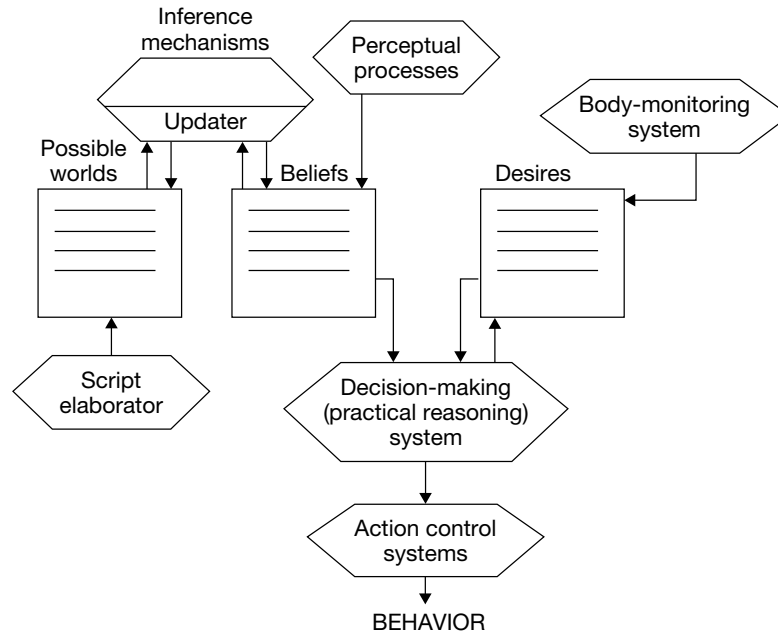 Inference
mechanisms
Updater
Perceptual
processes
Body-monitoring
system
Possible
worlds
Beliefs
Desires
Script
elaborator
Decision-making
(practical reasoning)
system
Action control
systems
BEHAVIOR